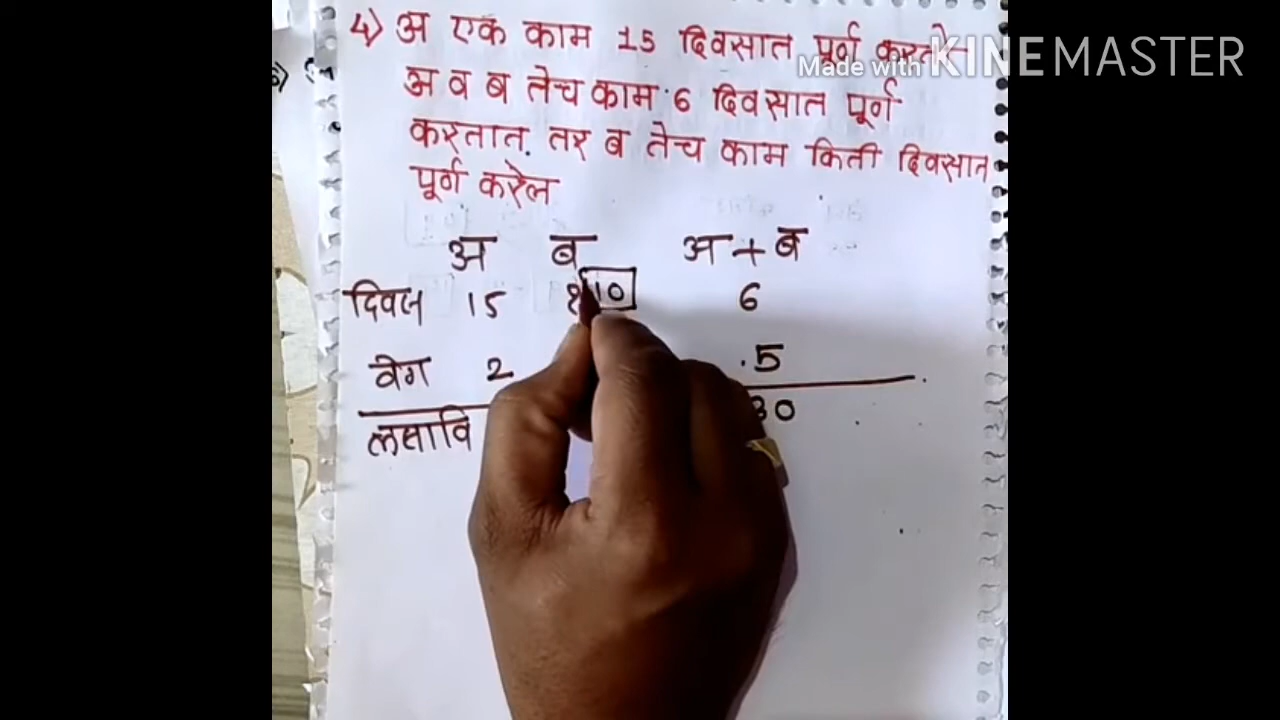 4) अ एक काम 15 दिवसात पूर्ण करतो
Made with KINEMASTER
अ व ब तेच काम 6 दिवसात पूर्ण
करतात. तर ब तेच काम किती दिवसात
पूर्ण करेल
अ ब अ + ब
दिवस 15 10 6
वेग 2 5
लसावि 30